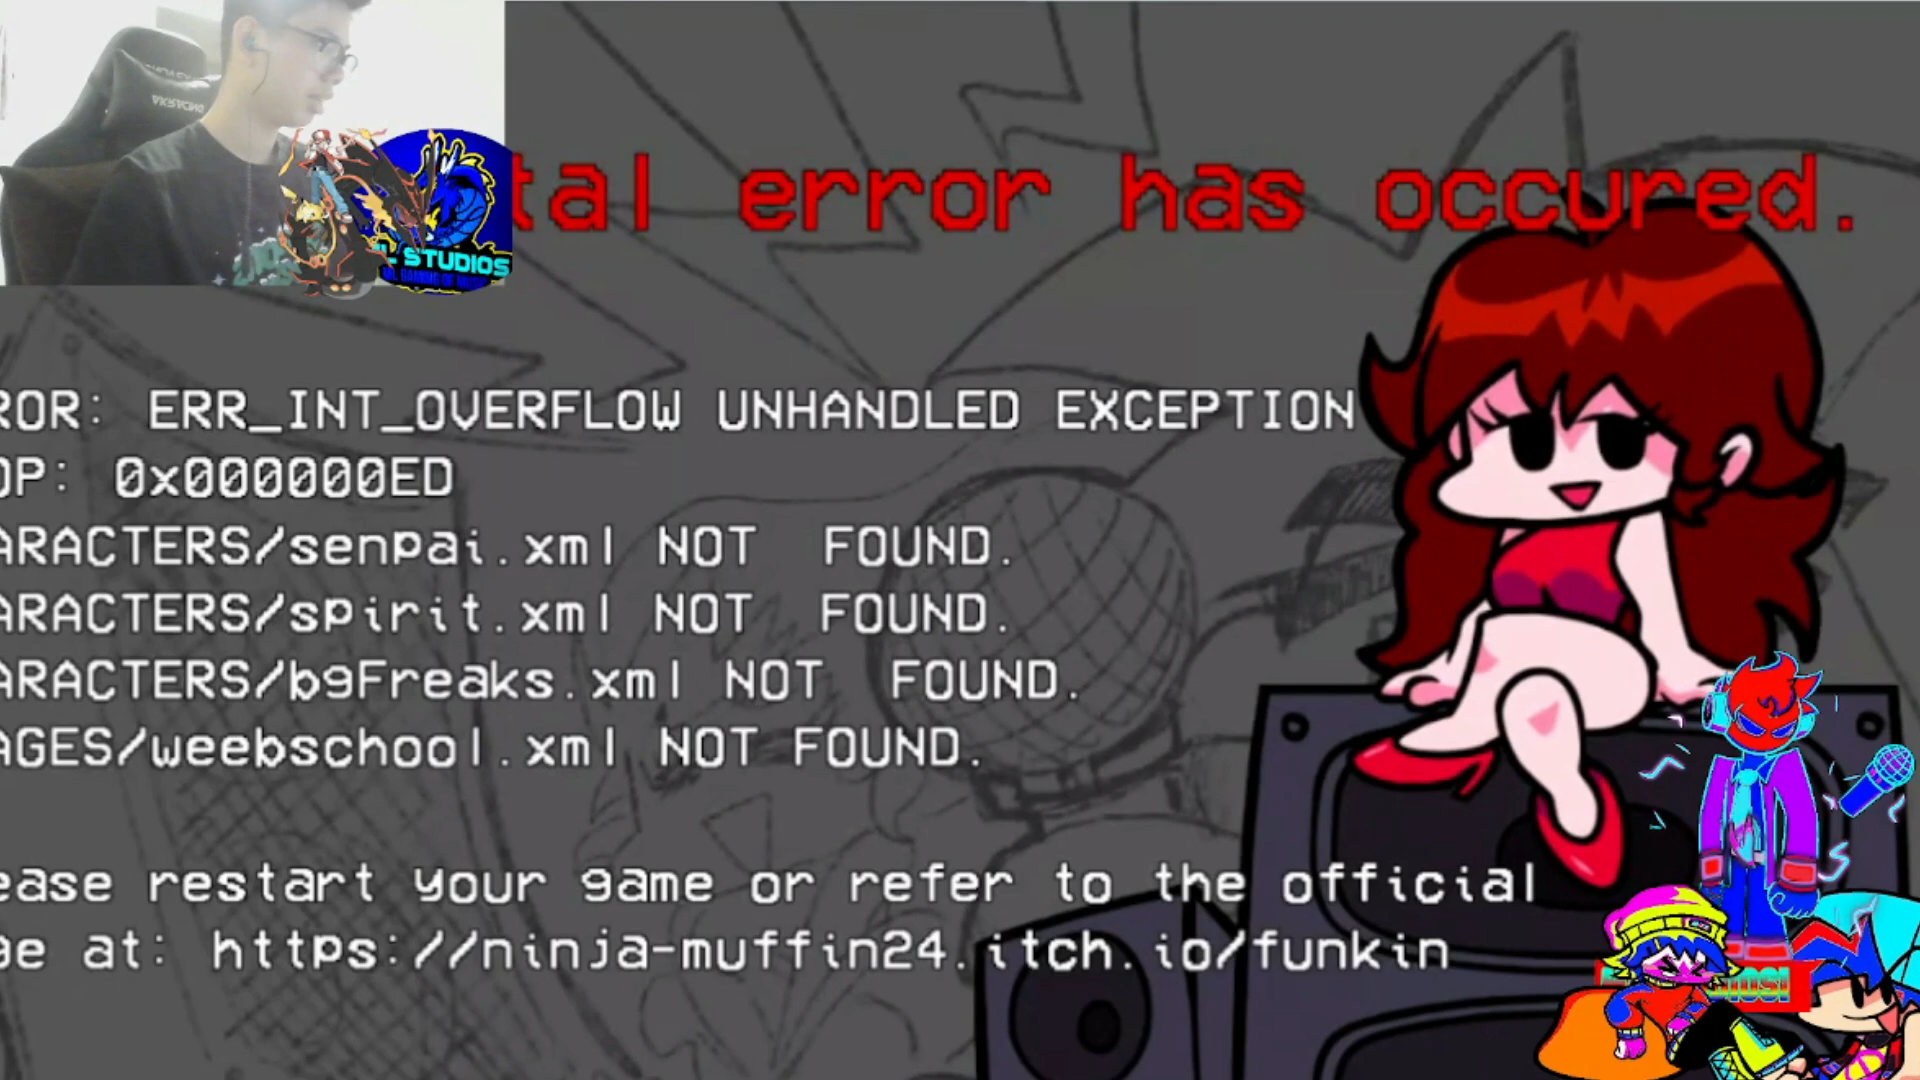 tal error has occured.
L STUDIOS
ROR: ERR_INT_OVERFLOW UNHANDLED EXCEPTION
OP: 0x000000ED
ARACTERS/senpai.xml NOT FOUND.
ARACTERS/spirit.xml NOT FOUND.
ARACTERS/bgFreaks.xml NOT FOUND.
AGES/weebschool.xml NOT FOUND.
ease restart your game or refer to the official
ge at: https://ninja-muffin24.itch.io/funkin